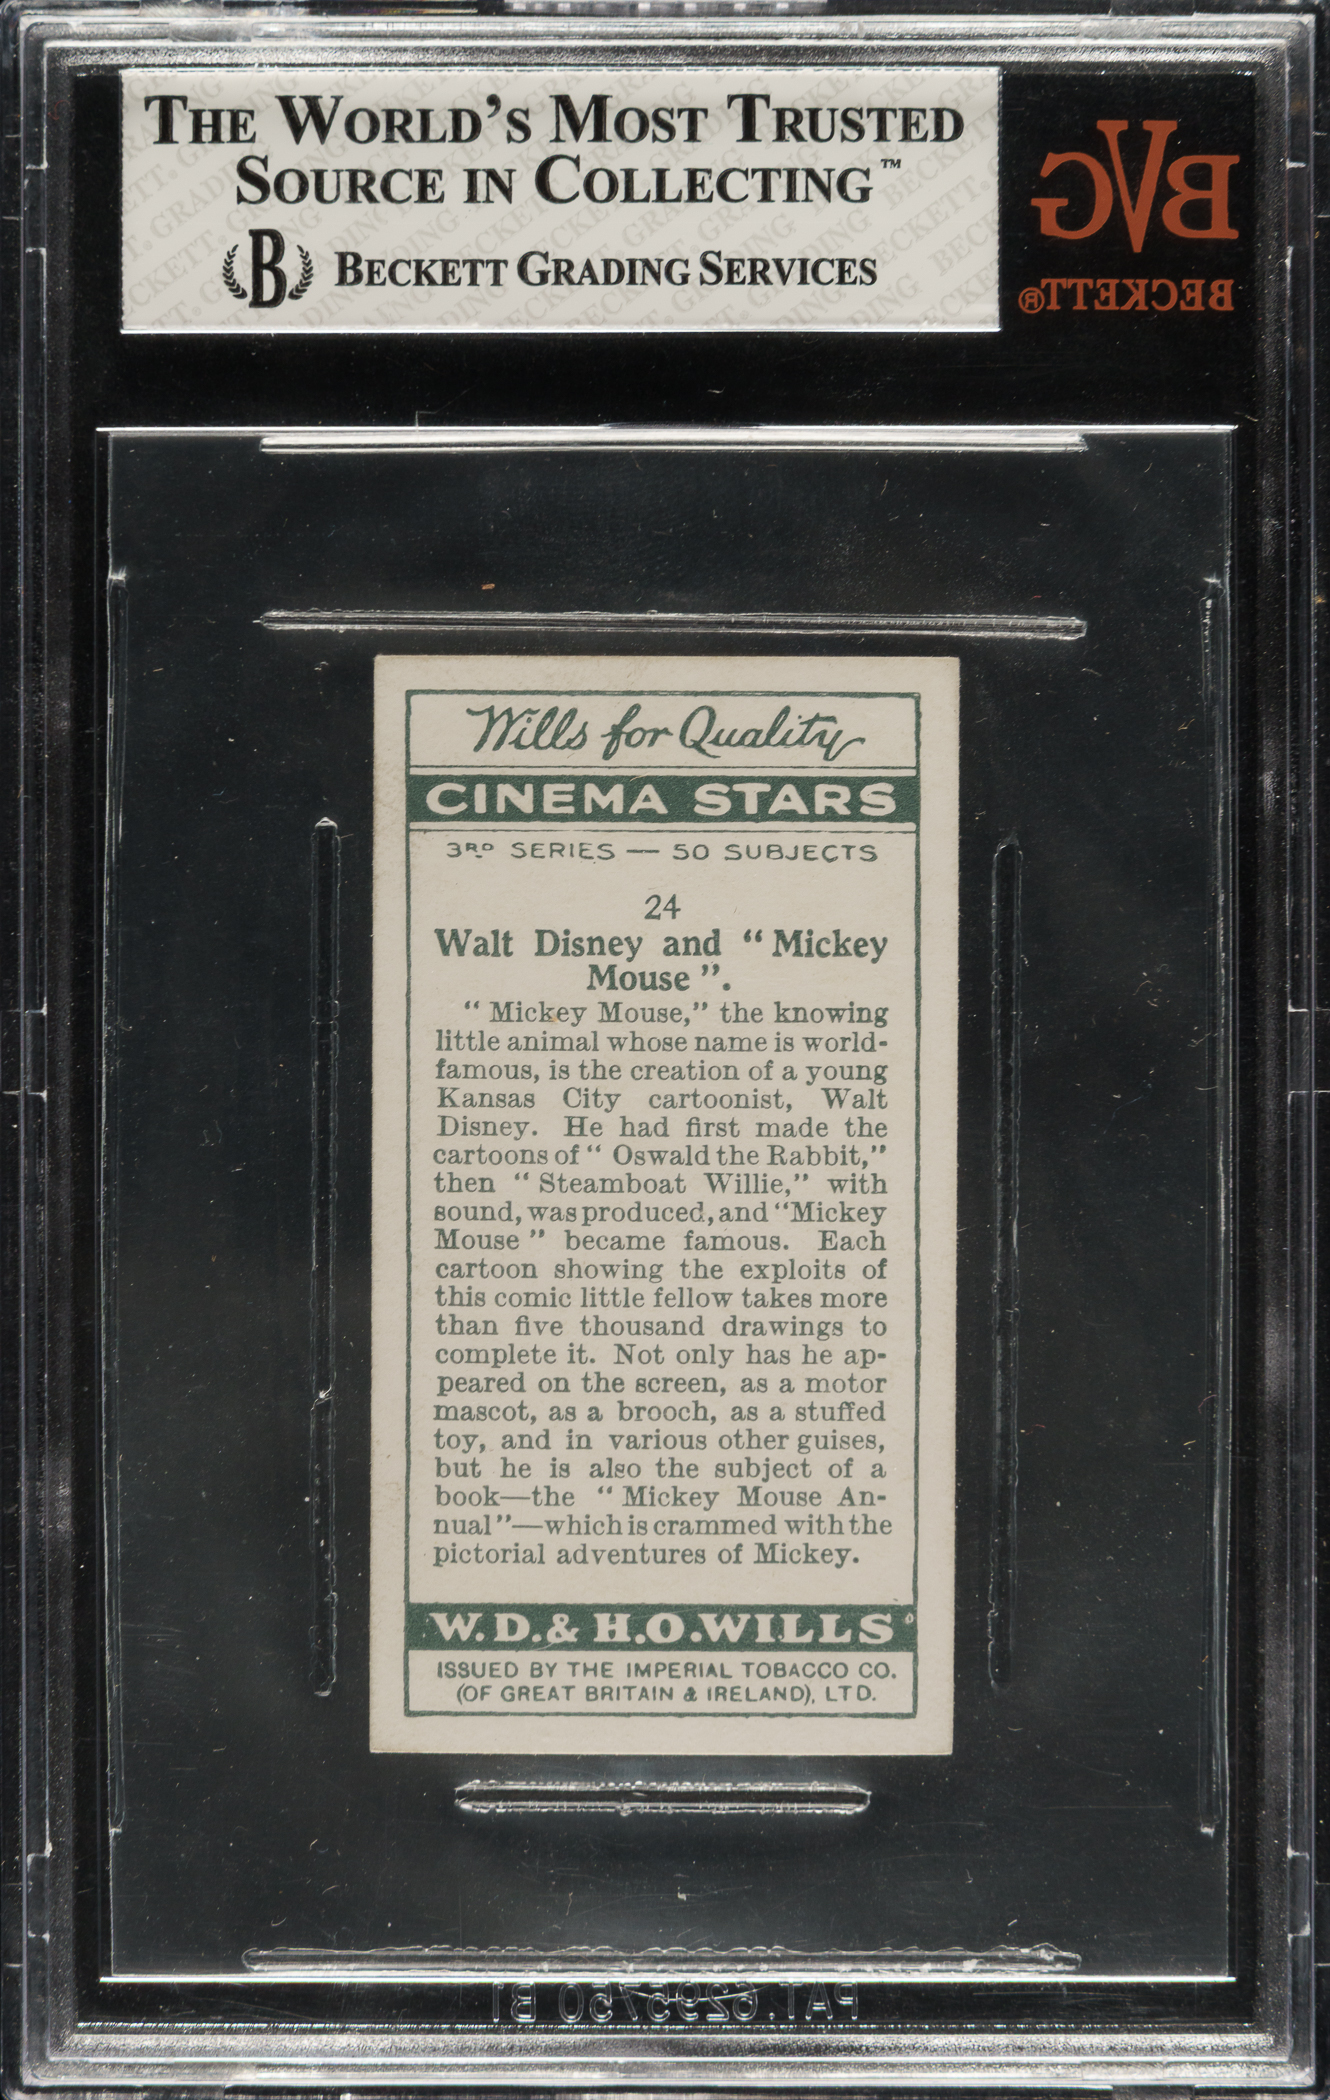 THE WORLD'S MOST TRUSTED
SOURCE IN COLLECTING™
B BECKETT GRADING SERVICES
BVG
BECKETT®
Wills for Quality
CINEMA STARS
3RD SERIES — 50 SUBJECTS
24
Walt Disney and “ Mickey
Mouse ”.
“ Mickey Mouse,” the knowing
little animal whose name is world-
famous, is the creation of a young
Kansas City cartoonist, Walt
Disney. He had first made the
cartoons of “ Oswald the Rabbit,”
then “ Steamboat Willie,” with
sound, was produced, and “Mickey
Mouse ” became famous. Each
cartoon showing the exploits of
this comic little fellow takes more
than five thousand drawings to
complete it. Not only has he ap-
peared on the screen, as a motor
mascot, as a brooch, as a stuffed
toy, and in various other guises,
but he is also the subject of a
book—the “ Mickey Mouse An-
nual”—which is crammed with the
pictorial adventures of Mickey.
W.D.& H.O.WILLS
ISSUED BY THE IMPERIAL TOBACCO CO.
(OF GREAT BRITAIN & IRELAND), LTD.
PAT. 6295750 B1